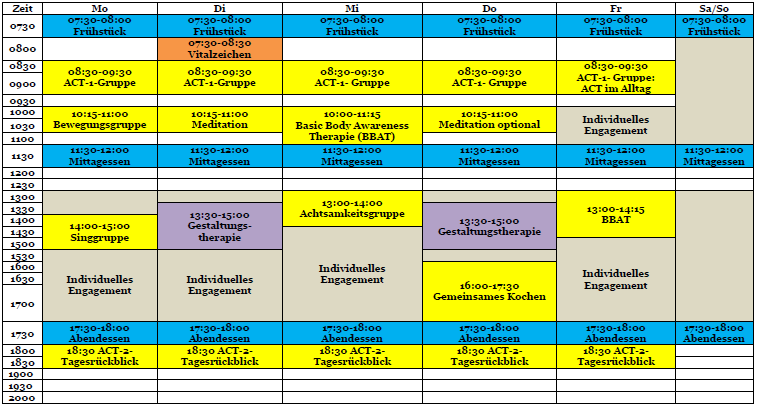 Zeit Mo Di Mi Do Fr Sa/So
0730 07:30-08:00 07:30-08:00 07:30-08:00 07:30-08:00 07:30-08:00 07:30-08:00
Frühstück Frühstück Frühstück Frühstück Frühstück Frühstück
0800 07:30-08:30
Vitalzeichen
0830 08:30-09:30 08:30-09:30 08:30-09:30 08:30-09:30 08:30-09:30
0900 ACT-1-Gruppe ACT-1-Gruppe ACT-1- Gruppe ACT-1- Gruppe ACT-1- Gruppe:
ACT im Alltag
0930
1000 10:15-11:00 10:15-11:00 10:00-11:15 10:15-11:00 Individuelles
1030 Bewegungsgruppe Meditation Basic Body Awareness Meditation optional Engagement
1100 Therapie (BBAT)
1130 11:30-12:00 11:30-12:00 11:30-12:00 11:30-12:00 11:30-12:00 11:30-12:00
Mittagessen Mittagessen Mittagessen Mittagessen Mittagessen Mittagessen
1200
1230
1300 13:00-14:00 13:00-14:15
1330 13:30-15:00 Achtsamkeitsgruppe 13:30-15:00 BBAT
1400 14:00-15:00 Gestaltungs- Gestaltungstherapie
1430 Singgruppe therapie
1500
1530
1600 Individuelles Individuelles Individuelles 16:00-17:30 Individuelles
1630 Engagement Engagement Engagement Gemeinsames Kochen Engagement
1700
1730 17:30-18:00 17:30-18:00 17:30-18:00 17:30-18:00 17:30-18:00 17:30-18:00
Abendessen Abendessen Abendessen Abendessen Abendessen Abendessen
1800 18:30 ACT-2- 18:30 ACT-2- 18:30 ACT-2- 18:30 ACT-2- 18:30 ACT-2-
1830 Tagesrückblick Tagesrückblick Tagesrückblick Tagesrückblick Tagesrückblick
1900
1930
2000